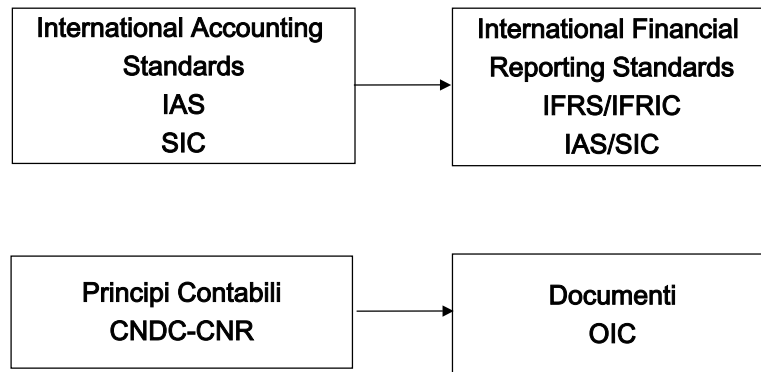 International Accounting
Standards
IAS
SIC
International Financial
Reporting Standards
IFRS/IFRIC
IAS/SIC
Principi Contabili
CNDC-CNR
Documenti
OIC